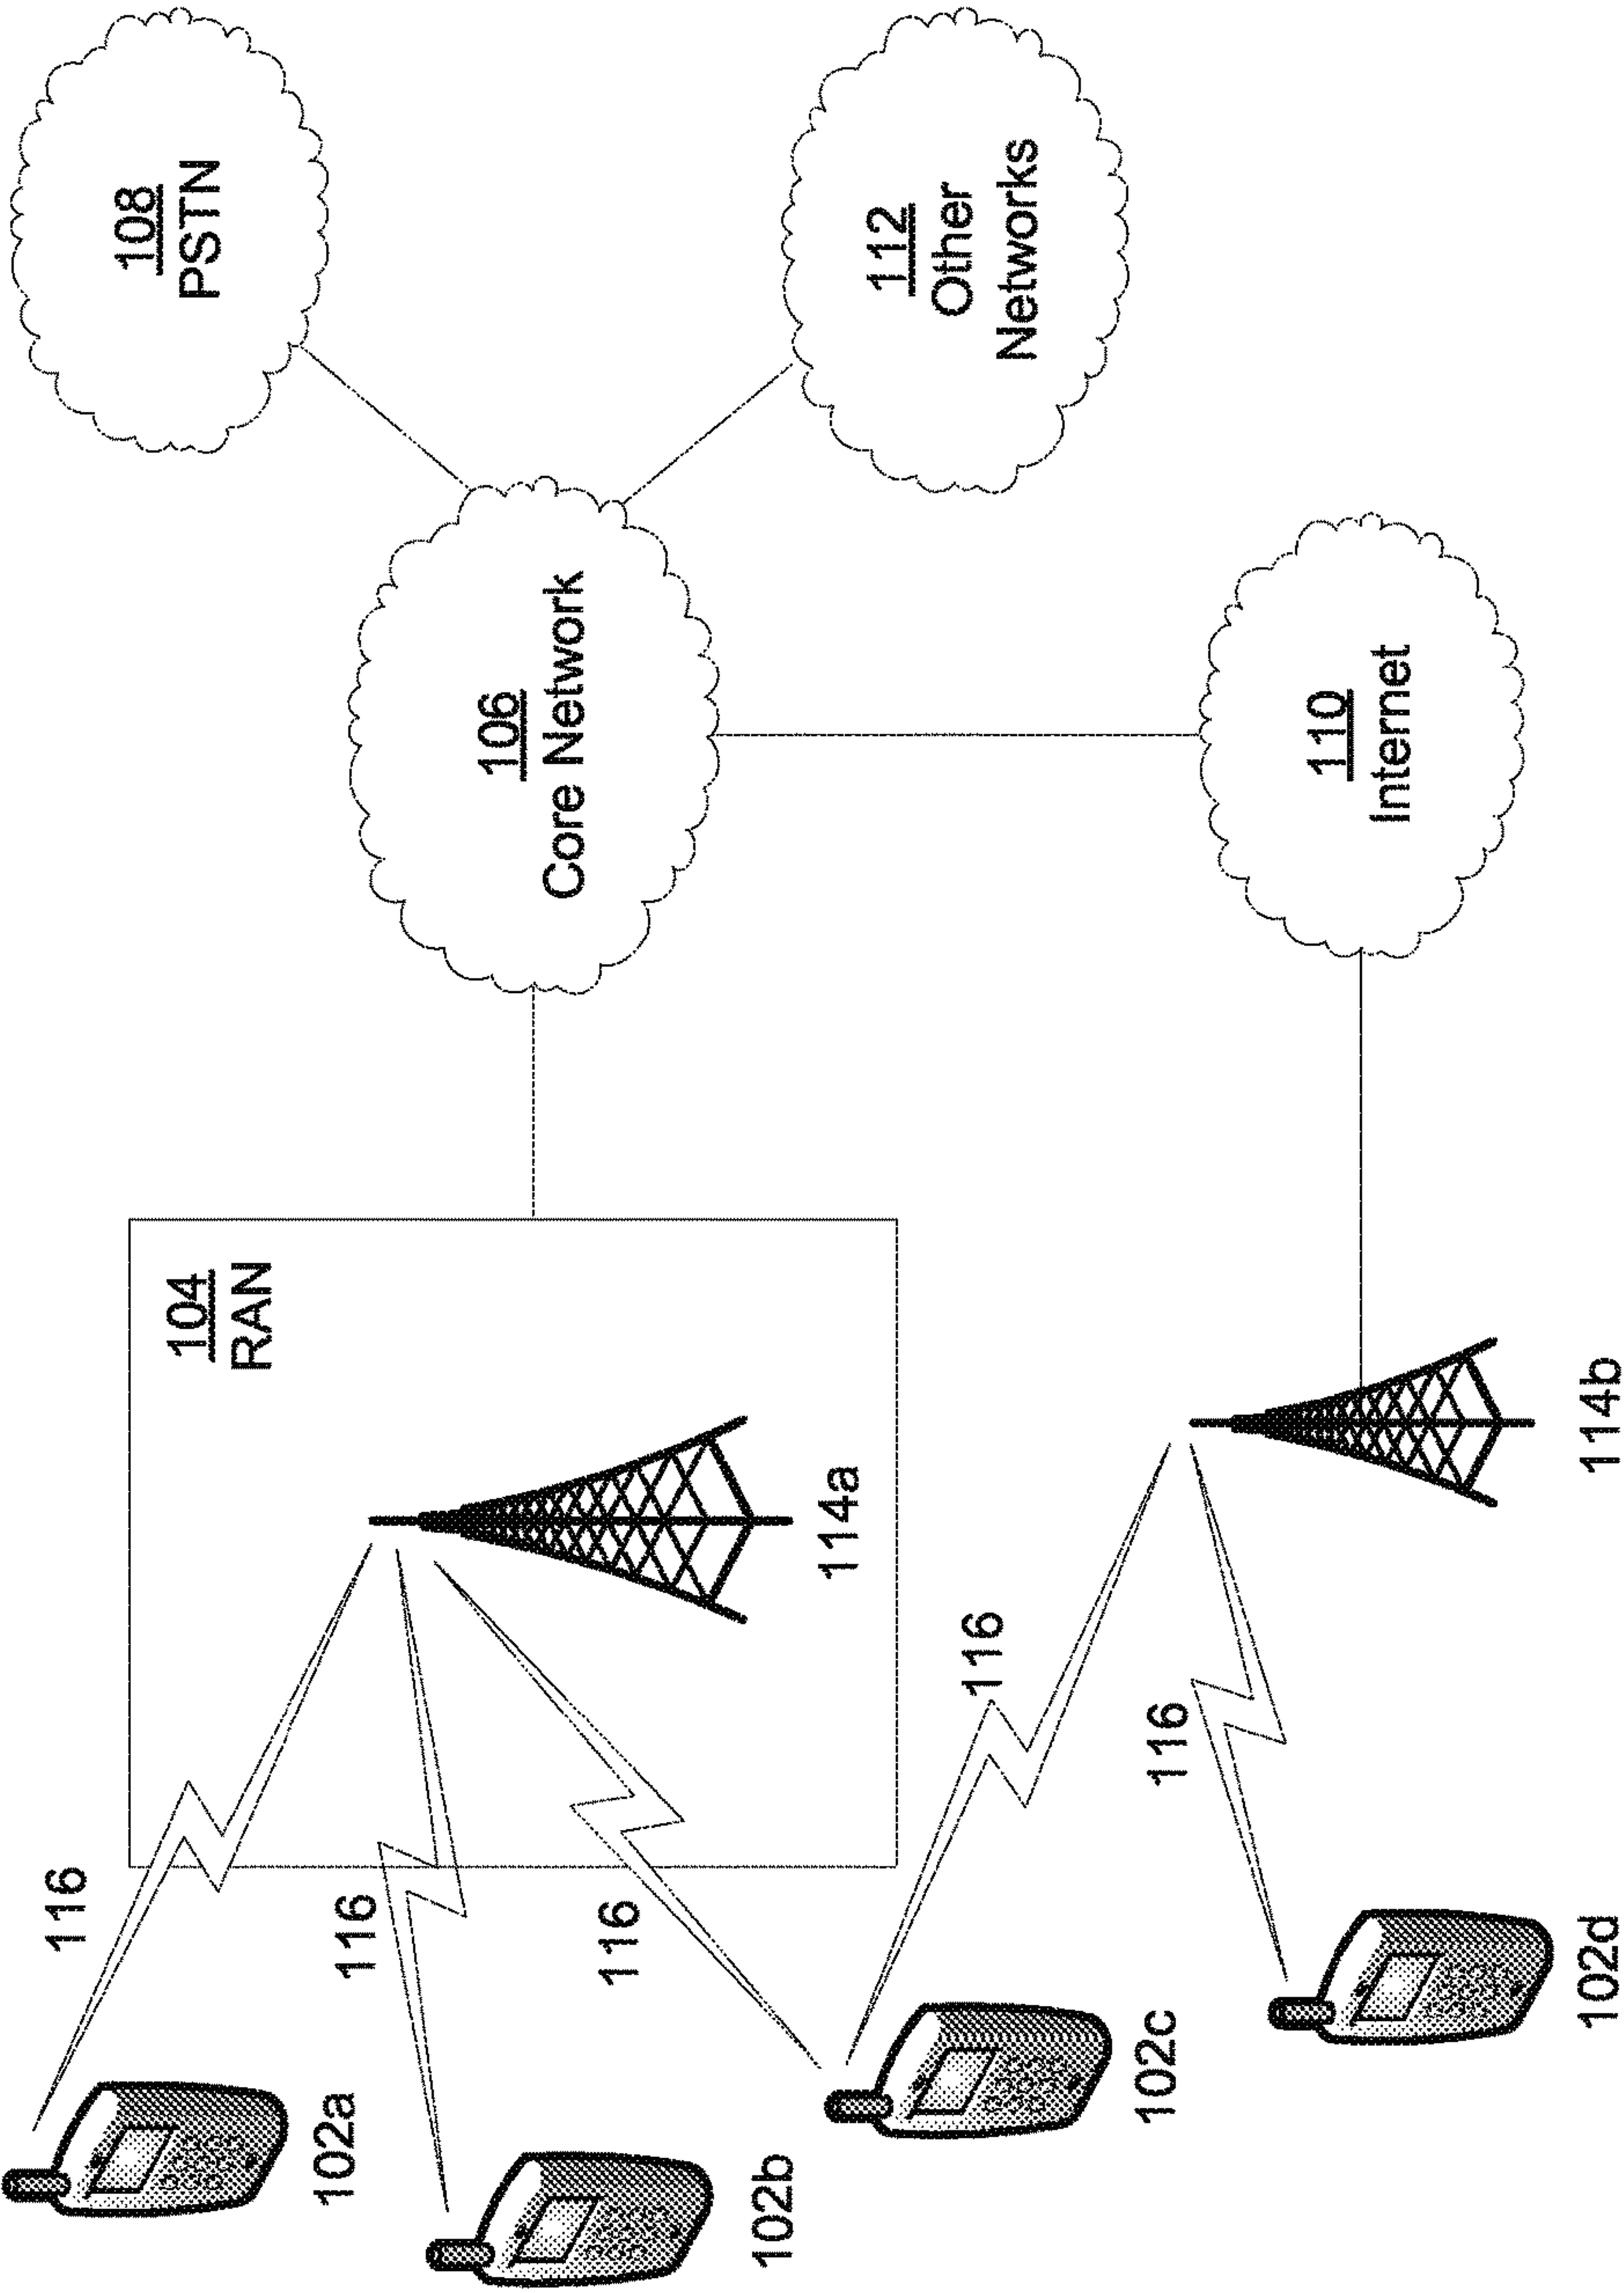 102a
116
102b
116
116
102c
116
102d
116
104
RAN
114a
114b
106
Core Network
108
PSTN
112
Other
Networks
110
Internet